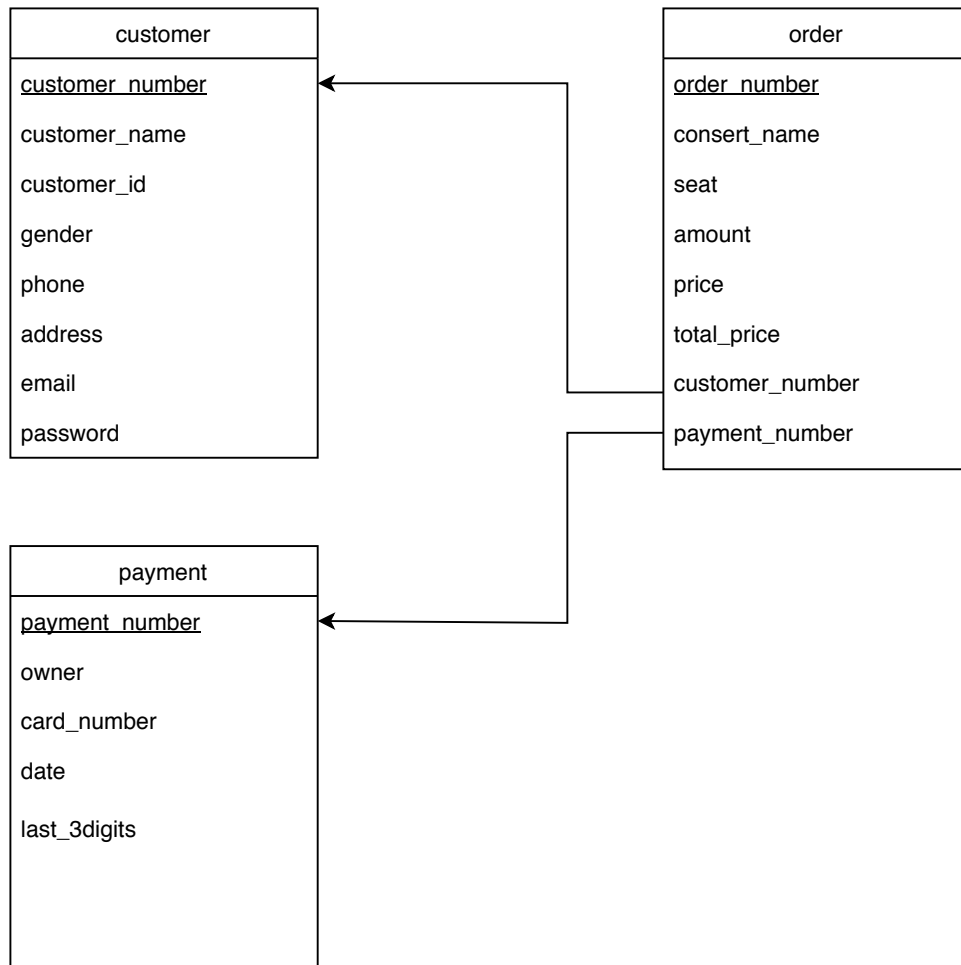 customer
customer_number
customer_name
customer_id
gender
phone
address
email
password
order
order_number
consert_name
seat
amount
price
total_price
customer_number
payment_number
payment
payment_number
owner
card_number
date
last_3digits